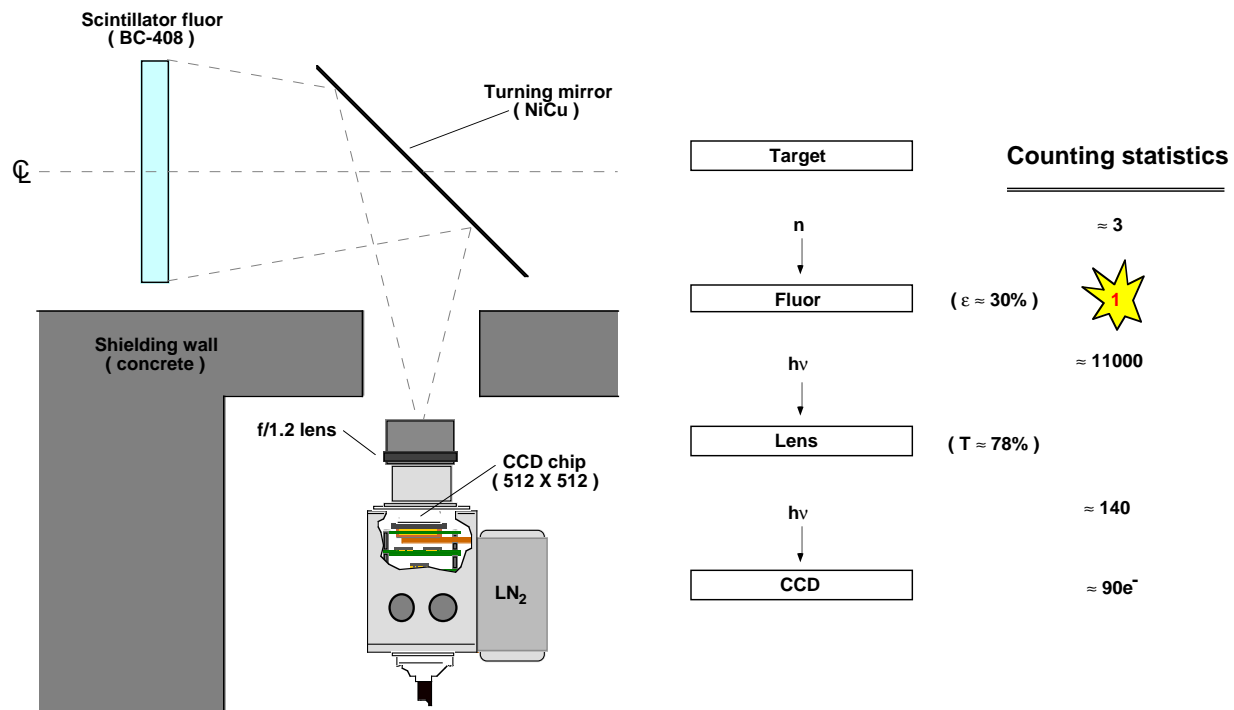 Scintillator fluor
( BC-408 )
Turning mirror
( NiCu )
℄
Shielding wall
( concrete )
f/1.2 lens
CCD chip
( 512 X 512 )
LN₂
Target
Counting statistics
n
≈ 3
Fluor
( ε ≈ 30% )
1
hν
≈ 11000
Lens
( T ≈ 78% )
hν
≈ 140
CCD
≈ 90e⁻